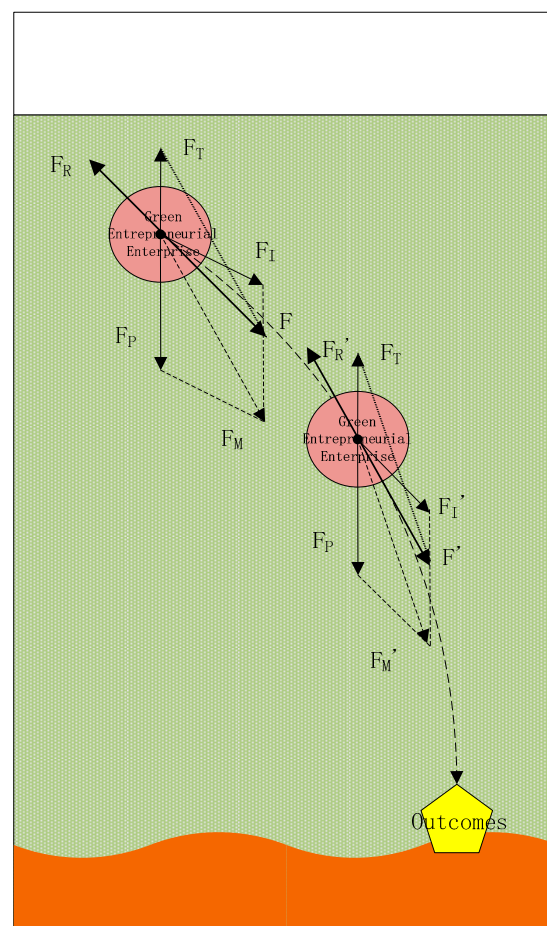 F_T
F_R
Green
Entrepreneurial
Enterprise
F_I
F
F_P
F_R'
F_T
F_M
Green
Entrepreneurial
Enterprise
F_I'
F_P
F'
F_M'
Outcomes